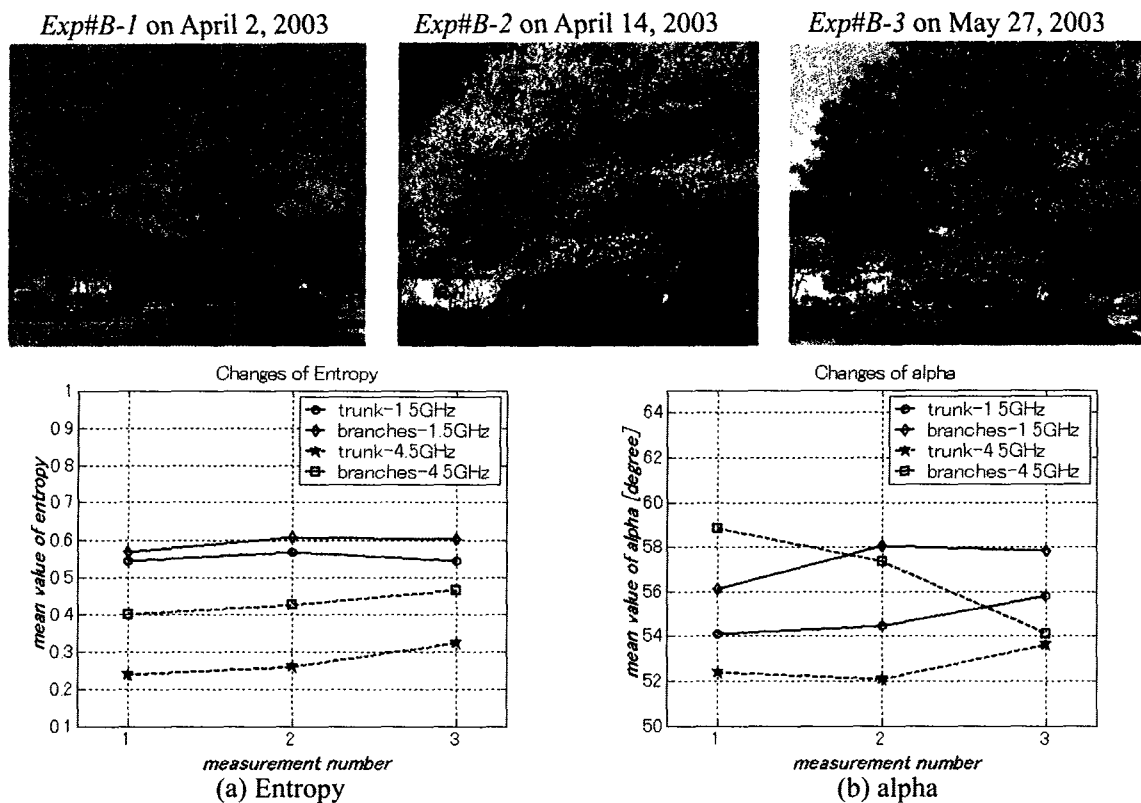 Exp#B-1 on April 2, 2003
Exp#B-2 on April 14, 2003
Exp#B-3 on May 27, 2003
Changes of Entropy
mean value of entropy
1
0 9
0 8
0 7
0.6
0 5
0 4
0.3
0.2
0 1
trunk-1 5GHz
branches-1.5GHz
trunk-4.5GHz
branches-4 5GHz
1
2
3
measurement number
(a) Entropy
Changes of alpha
mean value of alpha [degree]
64
62
60
58
56
54
52
50
trunk-1 5GHz
branches-1 5GHz
trunk-4 5GHz
branches-4 5GHz
1
2
3
measurement number
(b) alpha